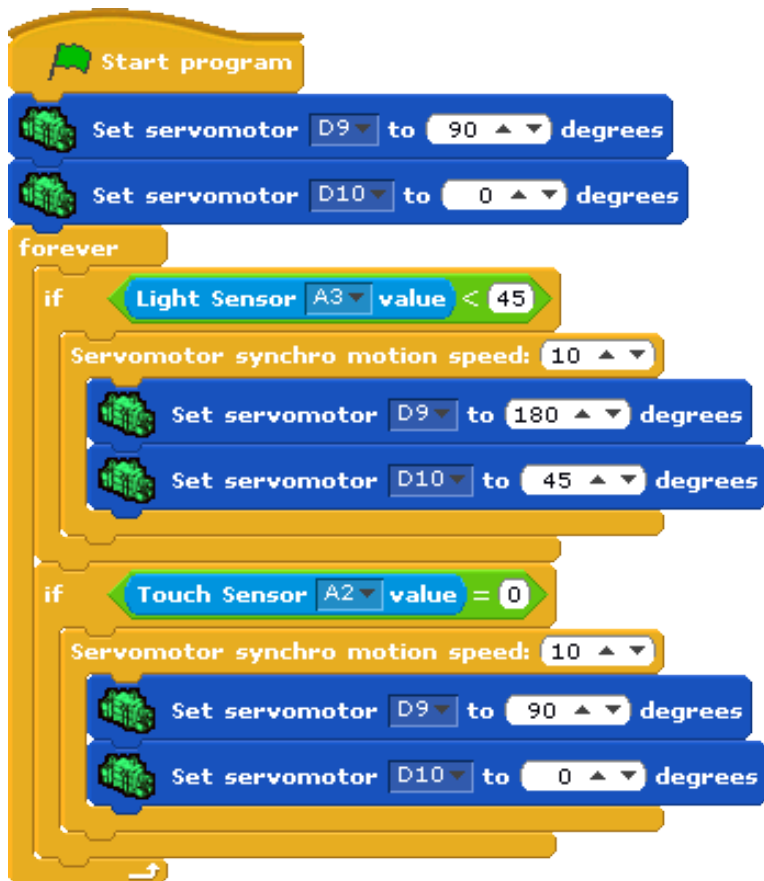 Start program
Set servomotor D9 to 90 degrees
Set servomotor D10 to 0 degrees
forever
if Light Sensor A3 value < 45
Servomotor synchro motion speed: 10
Set servomotor D9 to 180 degrees
Set servomotor D10 to 45 degrees
if Touch Sensor A2 value = 0
Servomotor synchro motion speed: 10
Set servomotor D9 to 90 degrees
Set servomotor D10 to 0 degrees